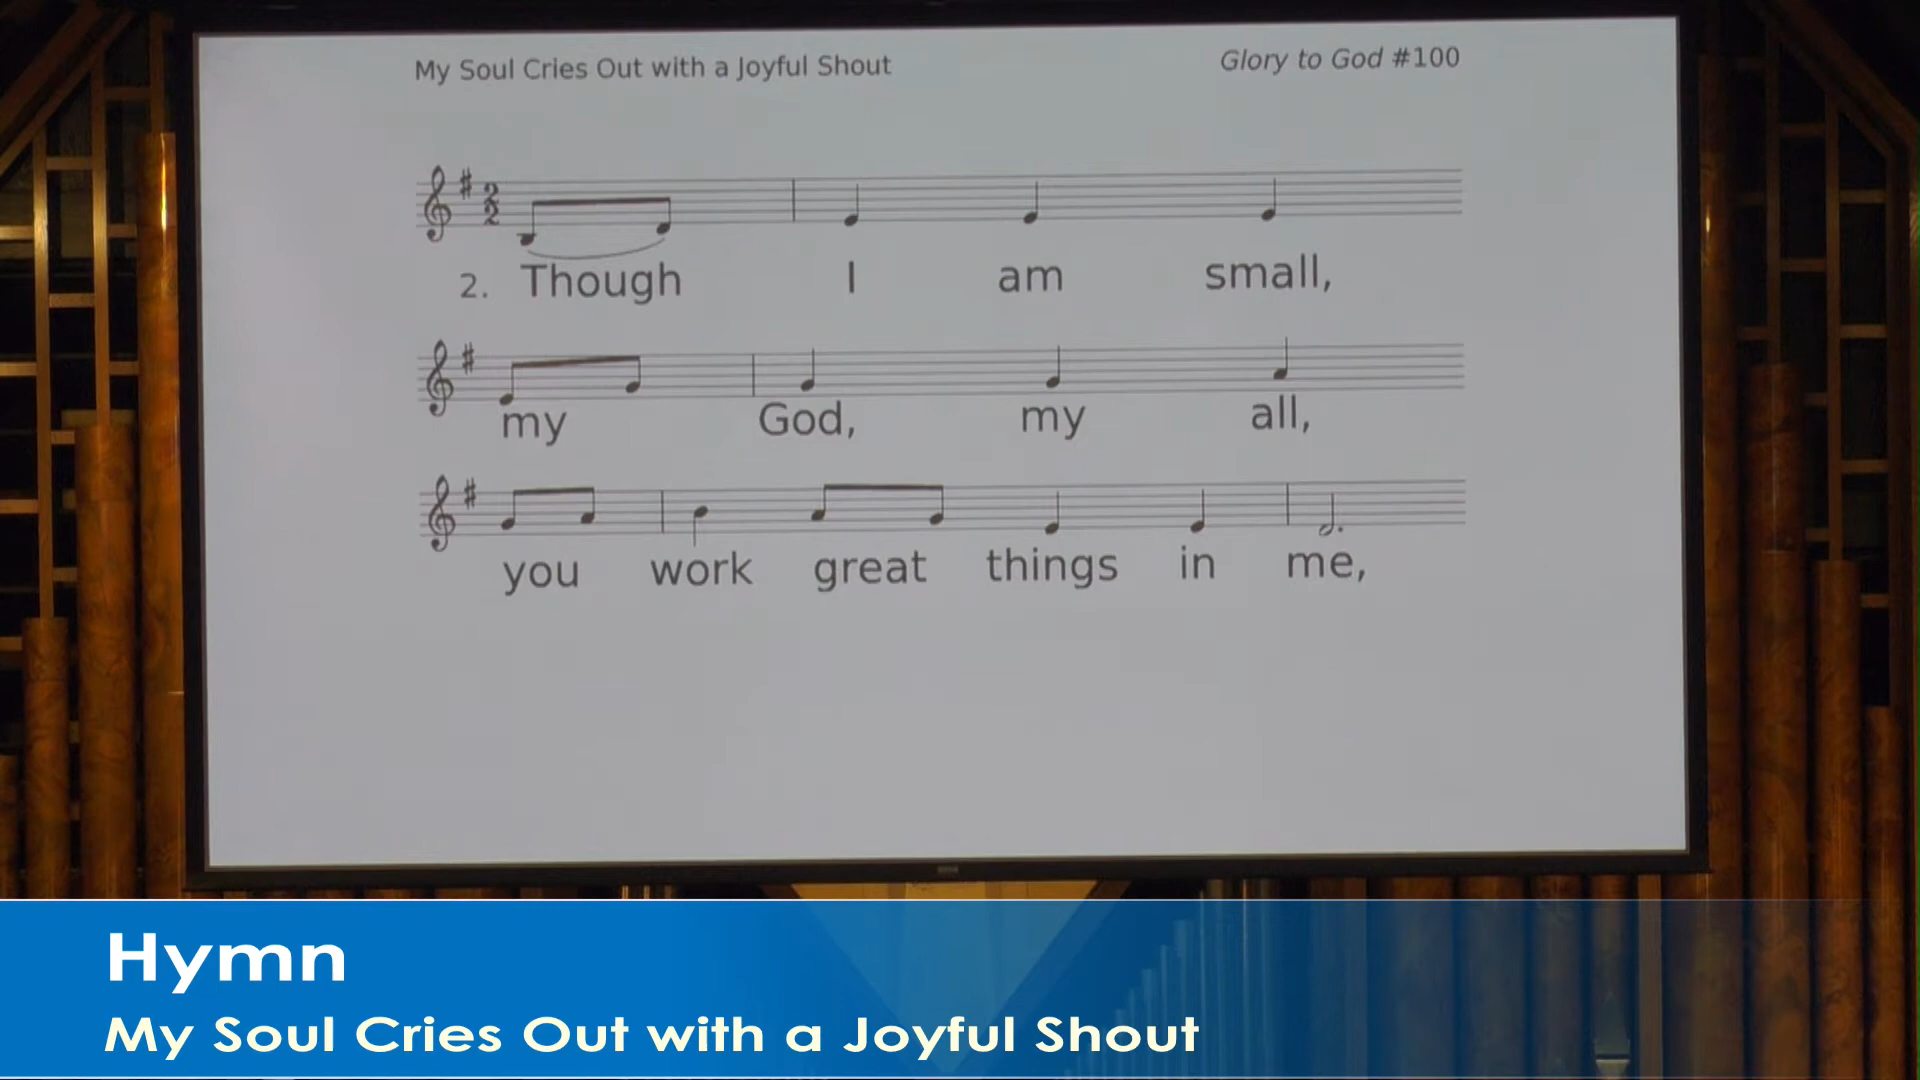 My Soul Cries Out with a Joyful Shout
Glory to God #100
2. Though I am small,
my God, my all,
you work great things in me,
Hymn
My Soul Cries Out with a Joyful Shout